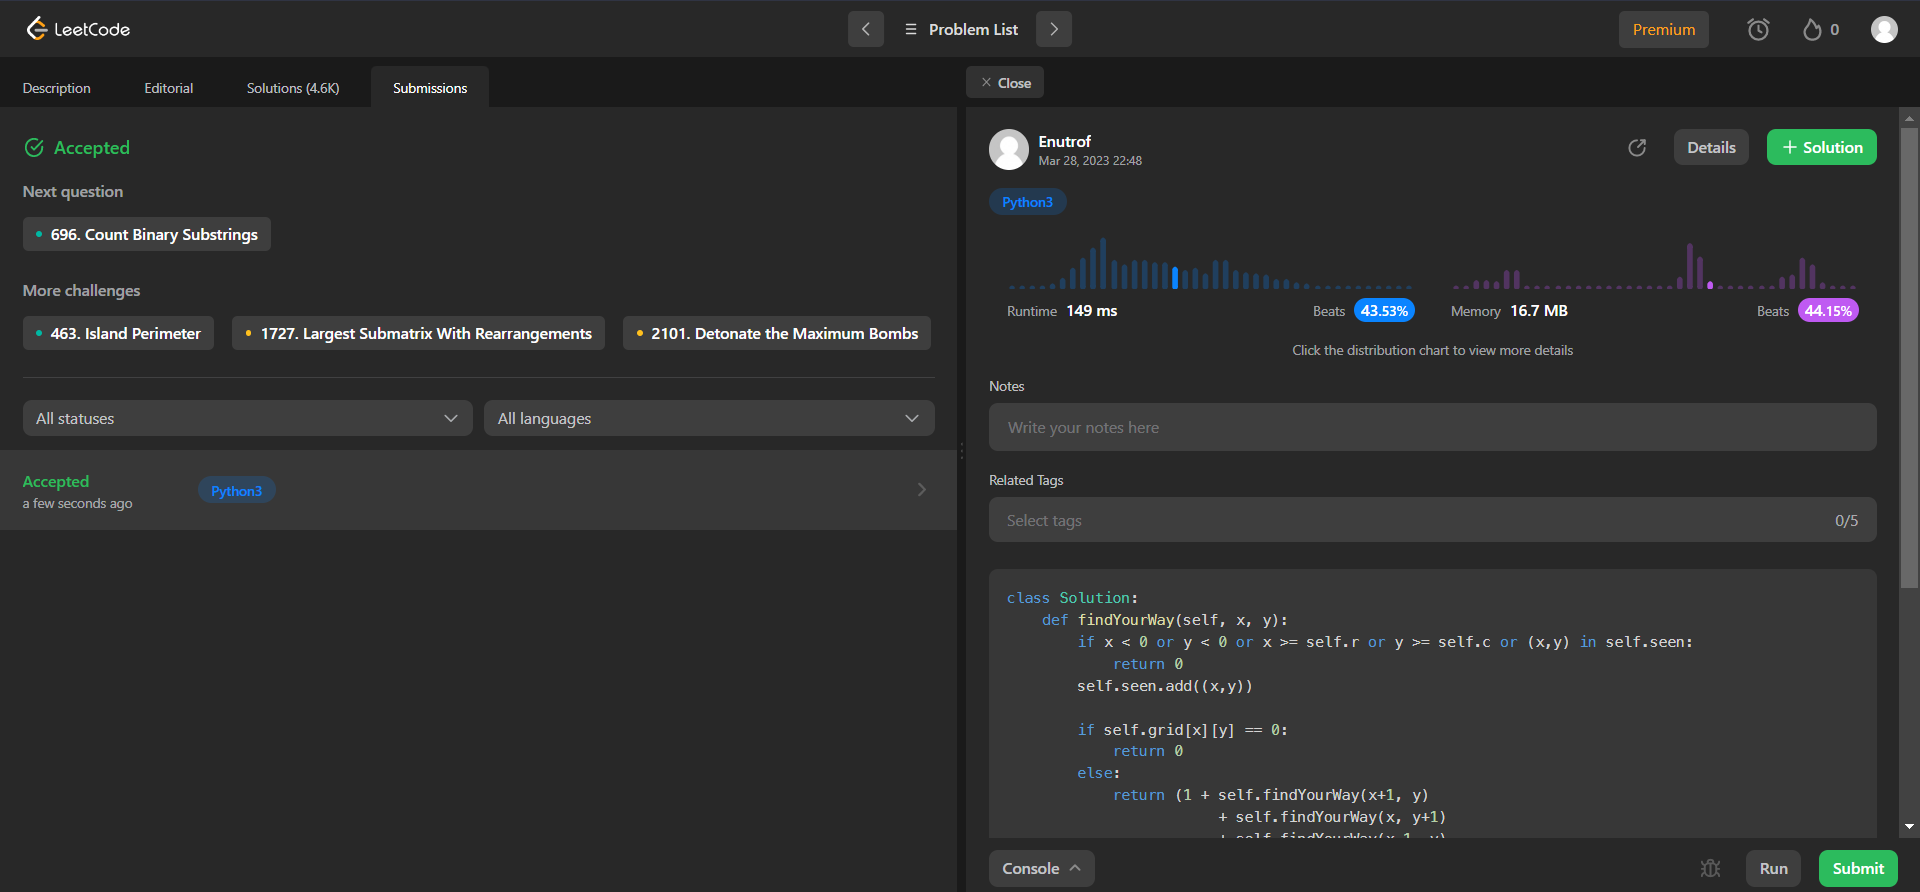 LeetCode
Problem List
Premium
0
Description
Editorial
Solutions (4.6K)
Submissions
Accepted
Next question
696. Count Binary Substrings
More challenges
463. Island Perimeter
1727. Largest Submatrix With Rearrangements
2101. Detonate the Maximum Bombs
All statuses
All languages
Accepted
a few seconds ago
Python3
Close
Enutrof
Mar 28, 2023 22:48
Details
+ Solution
Python3
Runtime 149 ms
Beats 43.53%
Memory 16.7 MB
Beats 44.15%
Click the distribution chart to view more details
Notes
Write your notes here
Related Tags
Select tags
0/5
class Solution:
    def findYourWay(self, x, y):
        if x < 0 or y < 0 or x >= self.r or y >= self.c or (x,y) in self.seen:
            return 0
        self.seen.add((x,y))
        if self.grid[x][y] == 0:
            return 0
        else:
            return (1 + self.findYourWay(x+1, y)
                        + self.findYourWay(x, y+1)
                        + self.findYourWay(x-1, y)
Console
Run
Submit